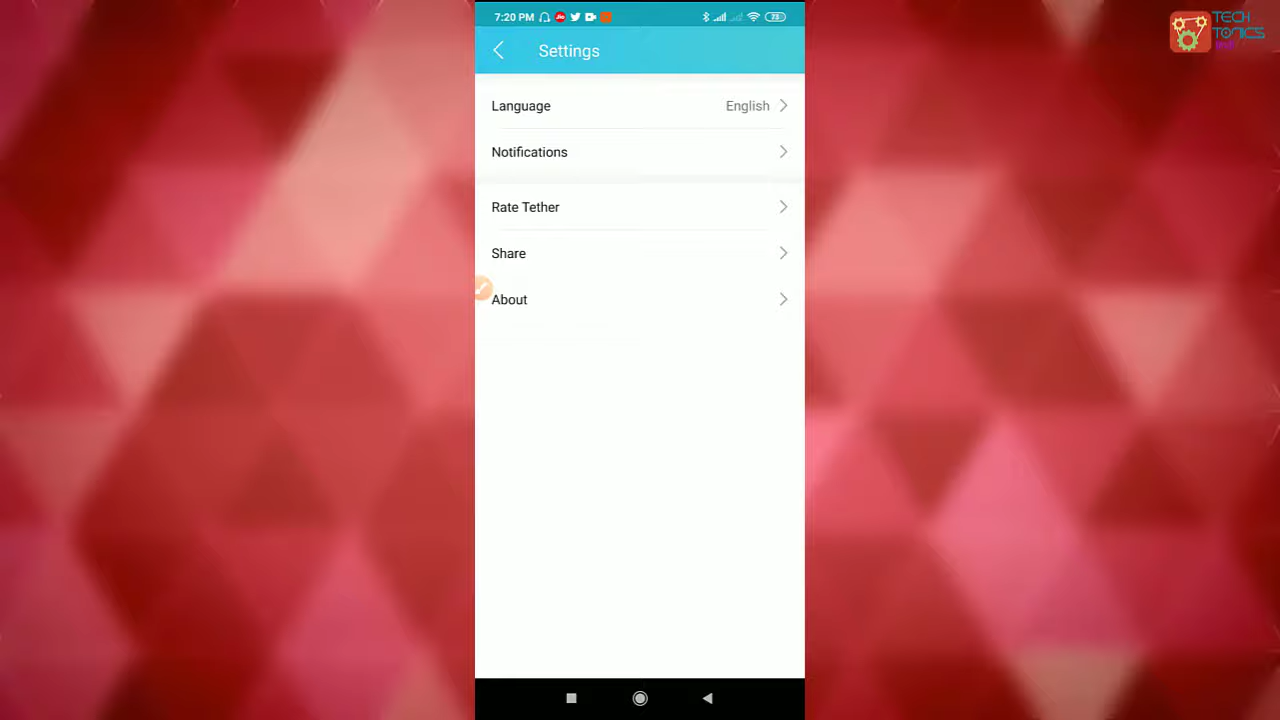 7:20 PM
TECH
TONICS
Settings
Language English
Notifications
Rate Tether
Share
About